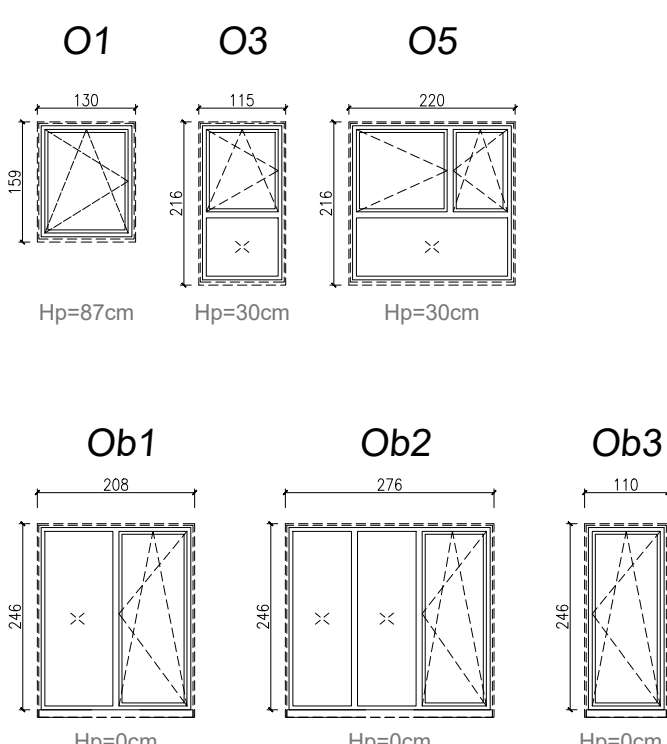 O1 O3 O5
130 115 220
159 216 216
Hp=87cm Hp=30cm Hp=30cm
Ob1 Ob2 Ob3
208 276 110
246 246 246
Hp=0cm Hp=0cm Hp=0cm